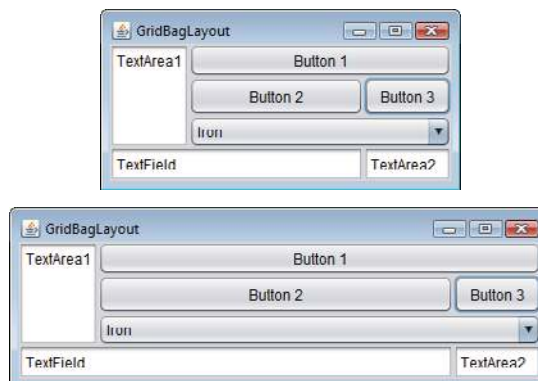 GridBagLayout
TextArea1 Button 1
Button 2 Button 3
Iron
TextField TextArea2
GridBagLayout
TextArea1 Button 1
Button 2 Button 3
Iron
TextField TextArea2